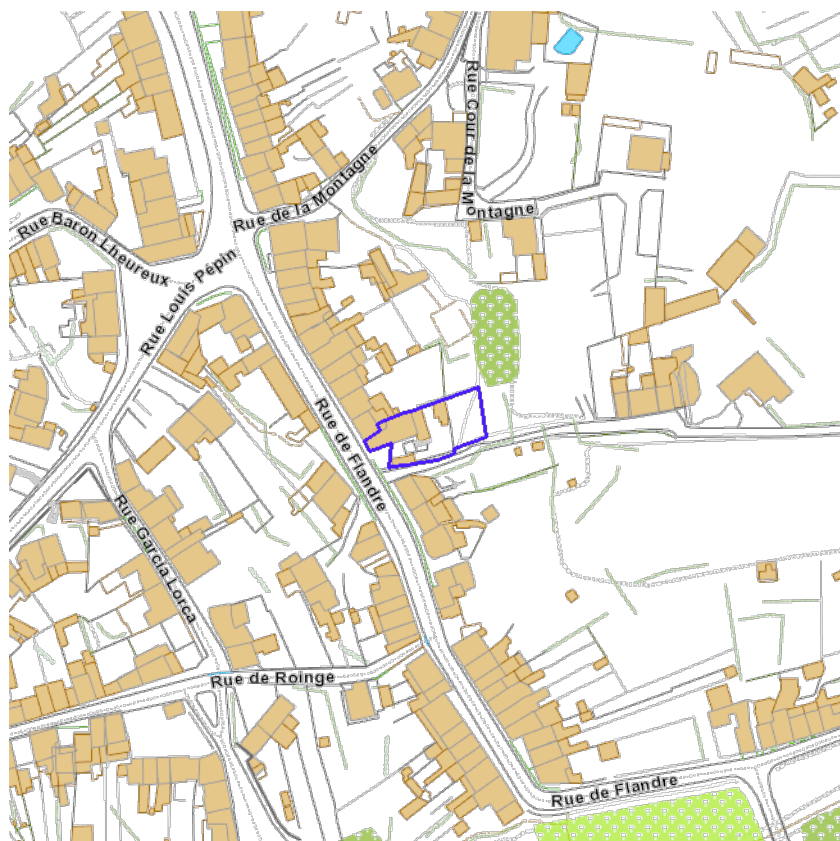 Rue Cour de la Montagne
Rue de la Montagne
Rue Baron Lheureux
Rue Louis Pépin
Rue de Flandre
Rue Garcia Lorca
Rue de Roinge
Rue de Flandre